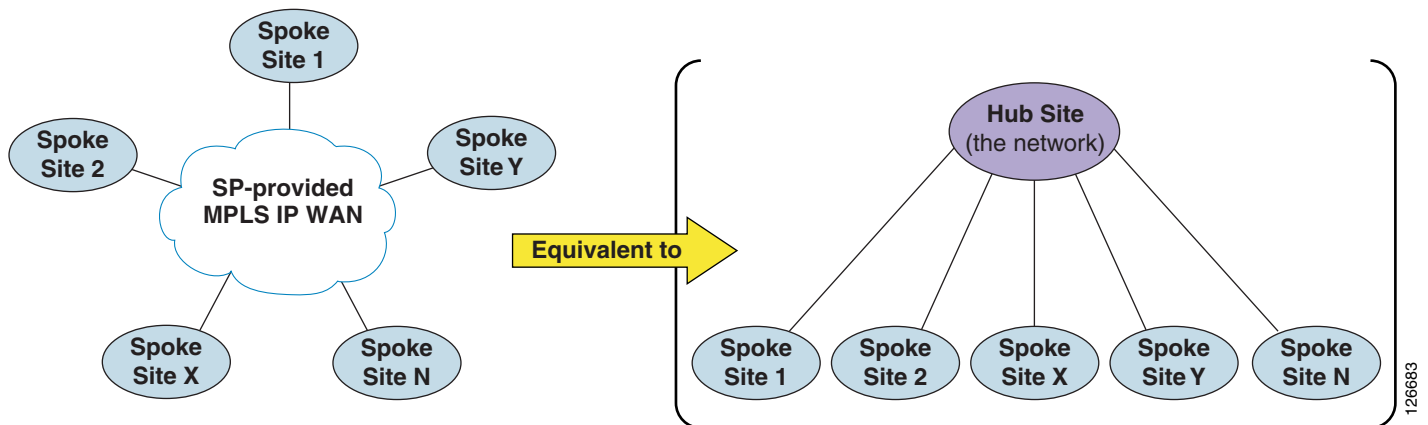 Spoke
Site 1
Spoke
Site 2
Spoke
Site Y
SP-provided
MPLS IP WAN
Spoke
Site X
Spoke
Site N
Equivalent to
Hub Site
(the network)
Spoke
Site 1
Spoke
Site 2
Spoke
Site X
Spoke
Site Y
Spoke
Site N
126683